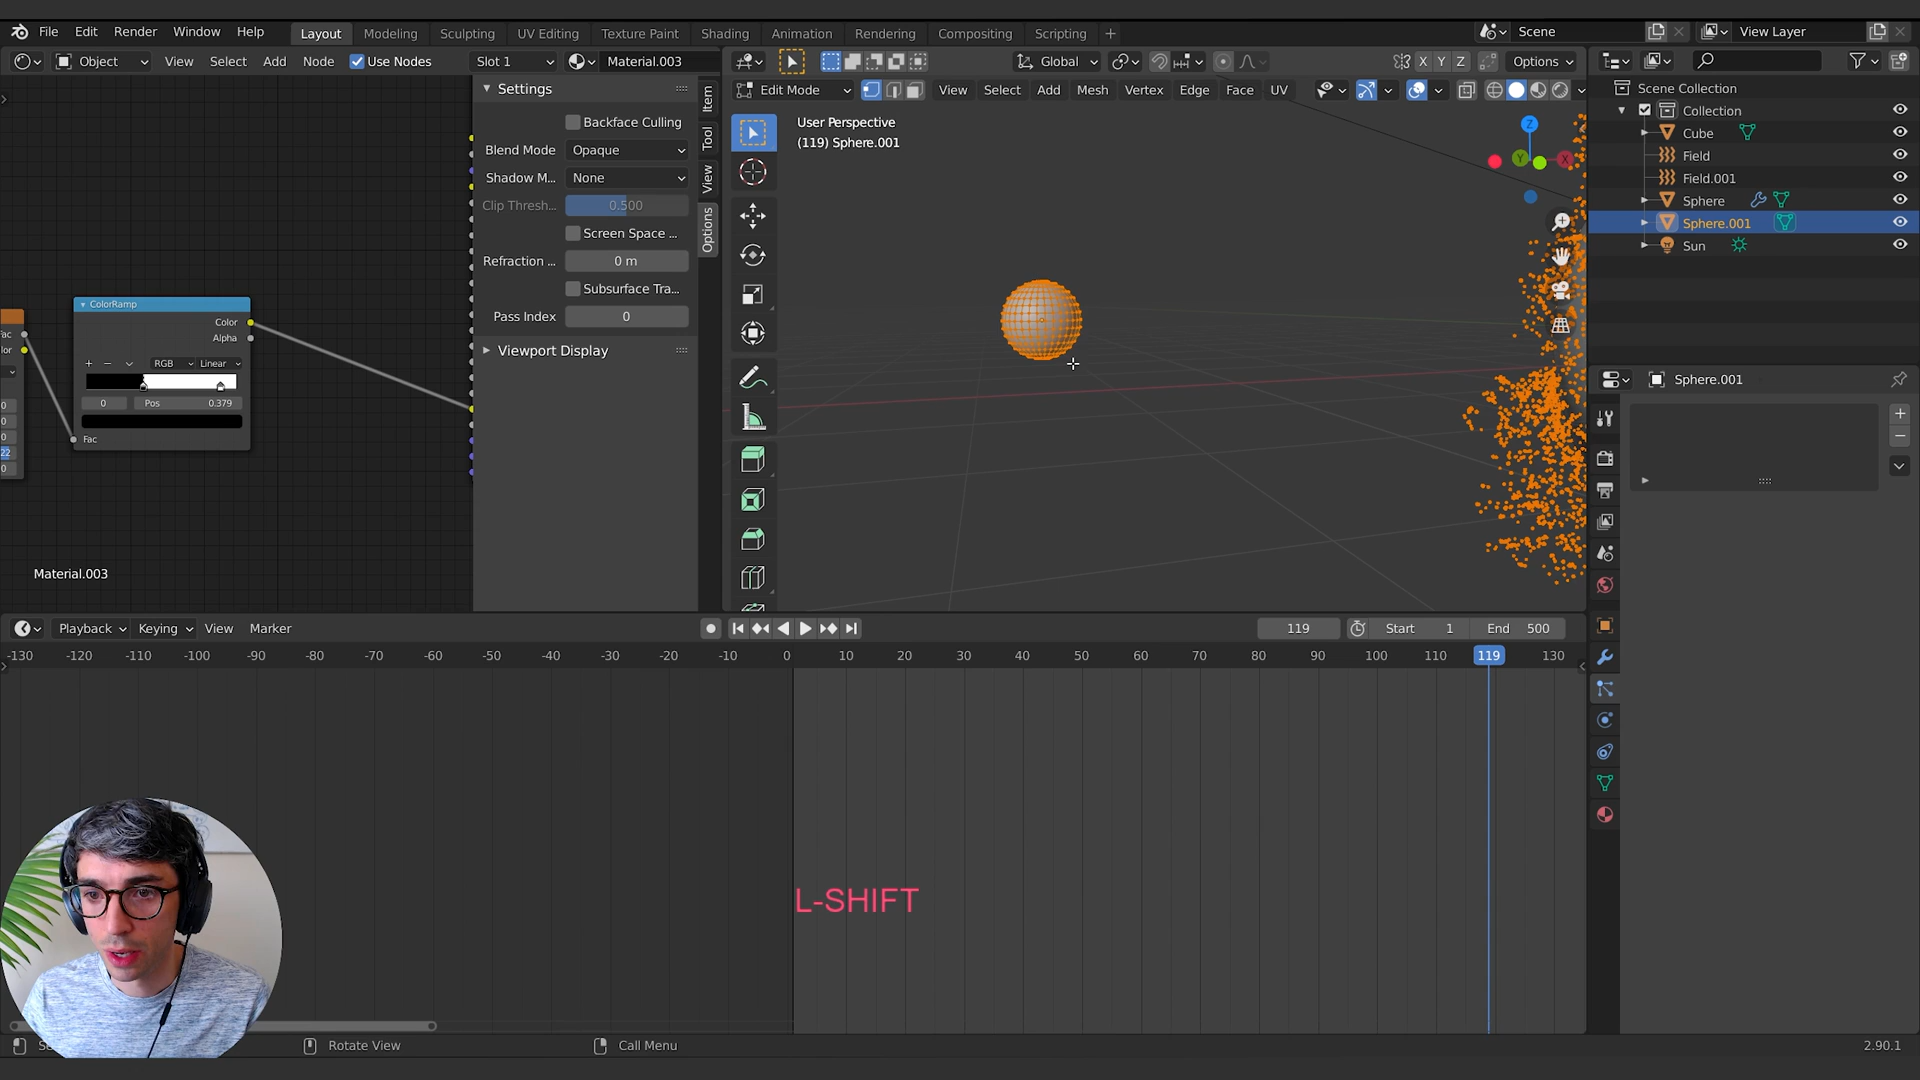 File Edit Render Window Help Layout Modeling Sculpting UV Editing Texture Paint Shading Animation Rendering Compositing Scripting + Scene View Layer
Object View Select Add Node Use Nodes Slot 1 Material.003
Global X Y Z Options
Edit Mode View Select Add Mesh Vertex Edge Face UV
Settings
Backface Culling
Blend Mode Opaque
Shadow M... None
Clip Thresh... 0.500
Screen Space ...
Refraction ... 0 m
Subsurface Tra...
Pass Index 0
Viewport Display
Item
Tool
View
Options
User Perspective
(119) Sphere.001
Z
Y
X
ColorRamp
Color
Alpha
RGB Linear
0 Pos 0.379
Fac
Material.003
Scene Collection
Collection
Cube
Field
Field.001
Sphere
Sphere.001
Sun
Sphere.001
Playback Keying View Marker 119 Start 1 End 500
-130 -120 -110 -100 -90 -80 -70 -60 -50 -40 -30 -20 -10 0 10 20 30 40 50 60 70 80 90 100 110 119 130
L-SHIFT
Rotate View Call Menu 2.90.1